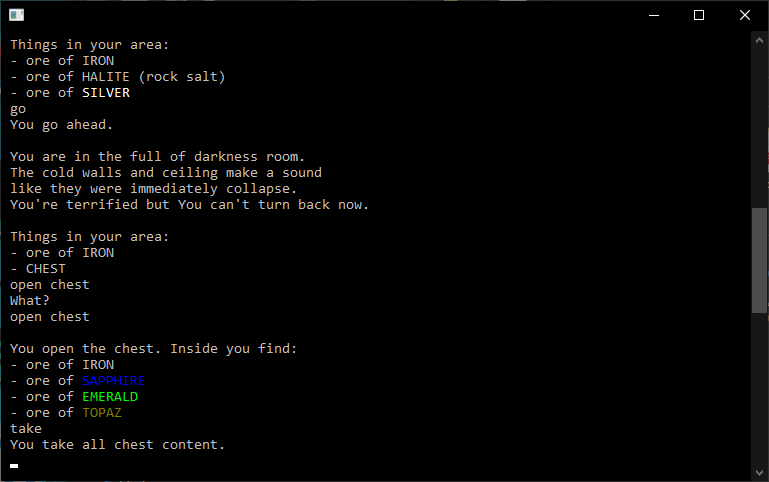 Things in your area:
- ore of IRON
- ore of HALITE (rock salt)
- ore of SILVER
go
You go ahead.
You are in the full of darkness room.
The cold walls and ceiling make a sound
like they were immediately collapse.
You're terrified but You can't turn back now.
Things in your area:
- ore of IRON
- CHEST
open chest
What?
open chest
You open the chest. Inside you find:
- ore of IRON
- ore of SAPPHIRE
- ore of EMERALD
- ore of TOPAZ
take
You take all chest content.